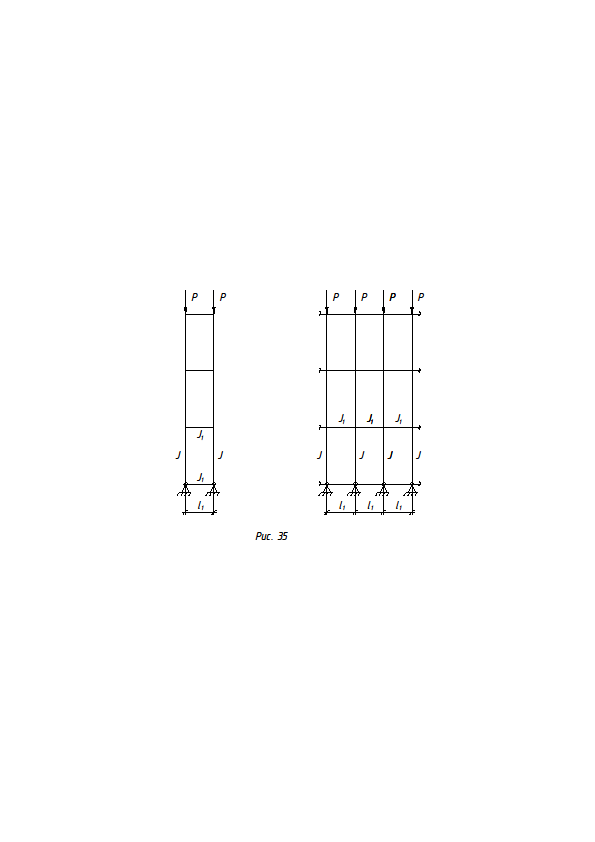 P P P P P P
J₁ J₁ J₁
J₁
J J J J J J
J₁
l₁ l₁ l₁ l₁
Рис. 35